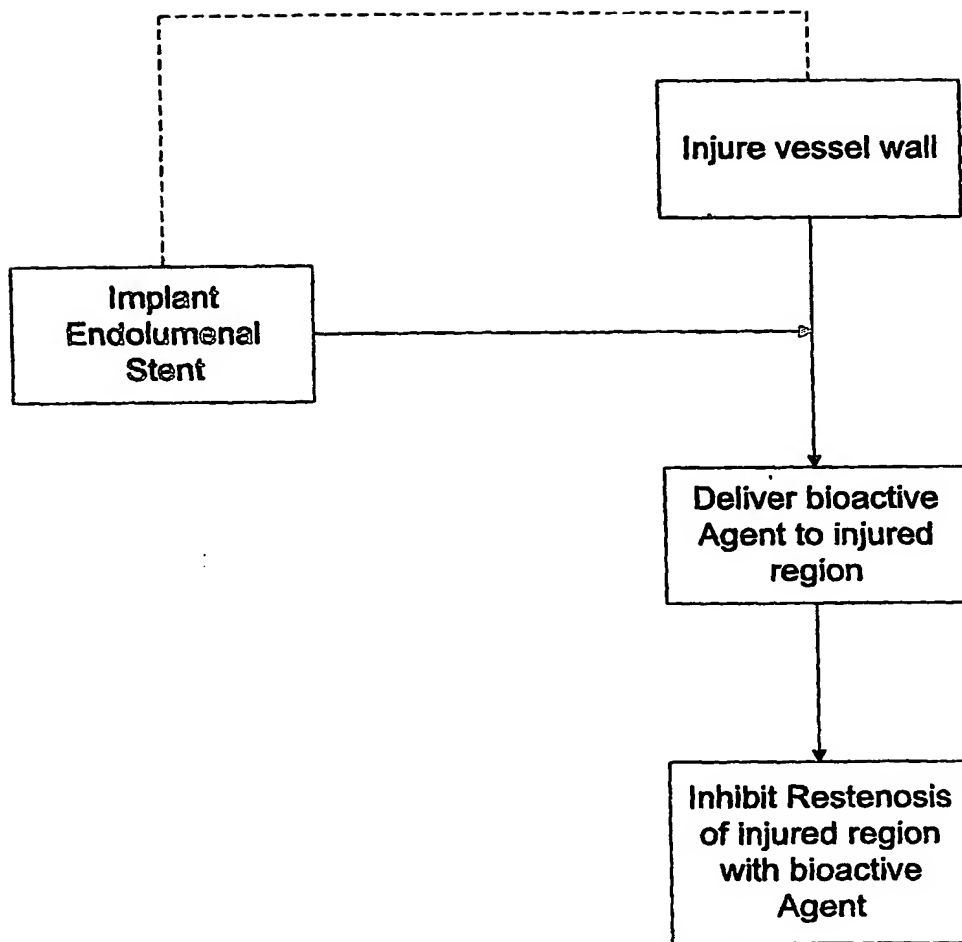 Injure vessel wall
Implant
Endolumenal
Stent
Deliver bioactive
Agent to injured
region
Inhibit Restenosis
of injured region
with bioactive
Agent